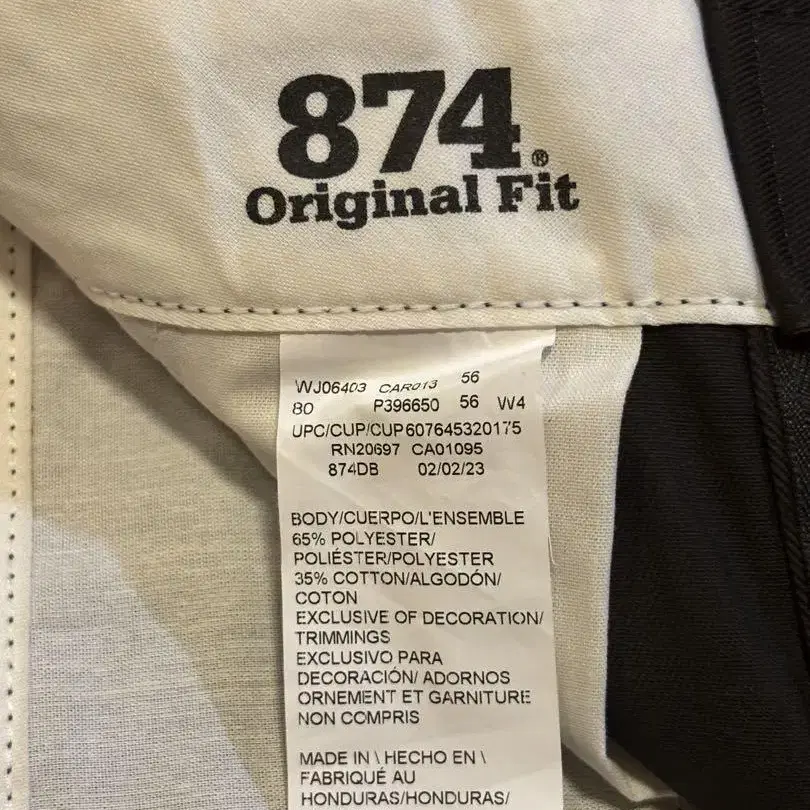 874®
Original Fit
WJ06403 CAR013 56
80 P396650 56 W4
UPC/CUP/CUP607645320175
RN20697 CA01095
874DB 02/02/23
BODY/CUERPO/L'ENSEMBLE
65% POLYESTER/
POLIÉSTER/POLYESTER
35% COTTON/ALGODÓN/
COTON
EXCLUSIVE OF DECORATION/
TRIMMINGS
EXCLUSIVO PARA
DECORACIÓN/ ADORNOS
ORNEMENT ET GARNITURE
NON COMPRIS
MADE IN \ HECHO EN \
FABRIQUÉ AU
HONDURAS/HONDURAS/